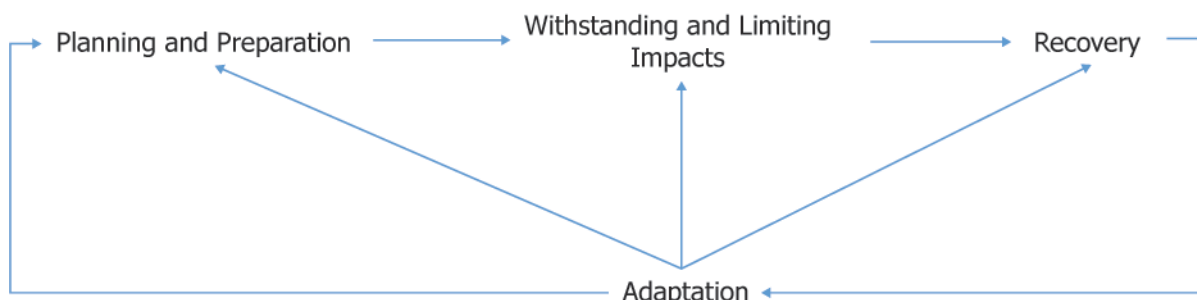 Planning and Preparation
Withstanding and Limiting
Impacts
Recovery
Adaptation